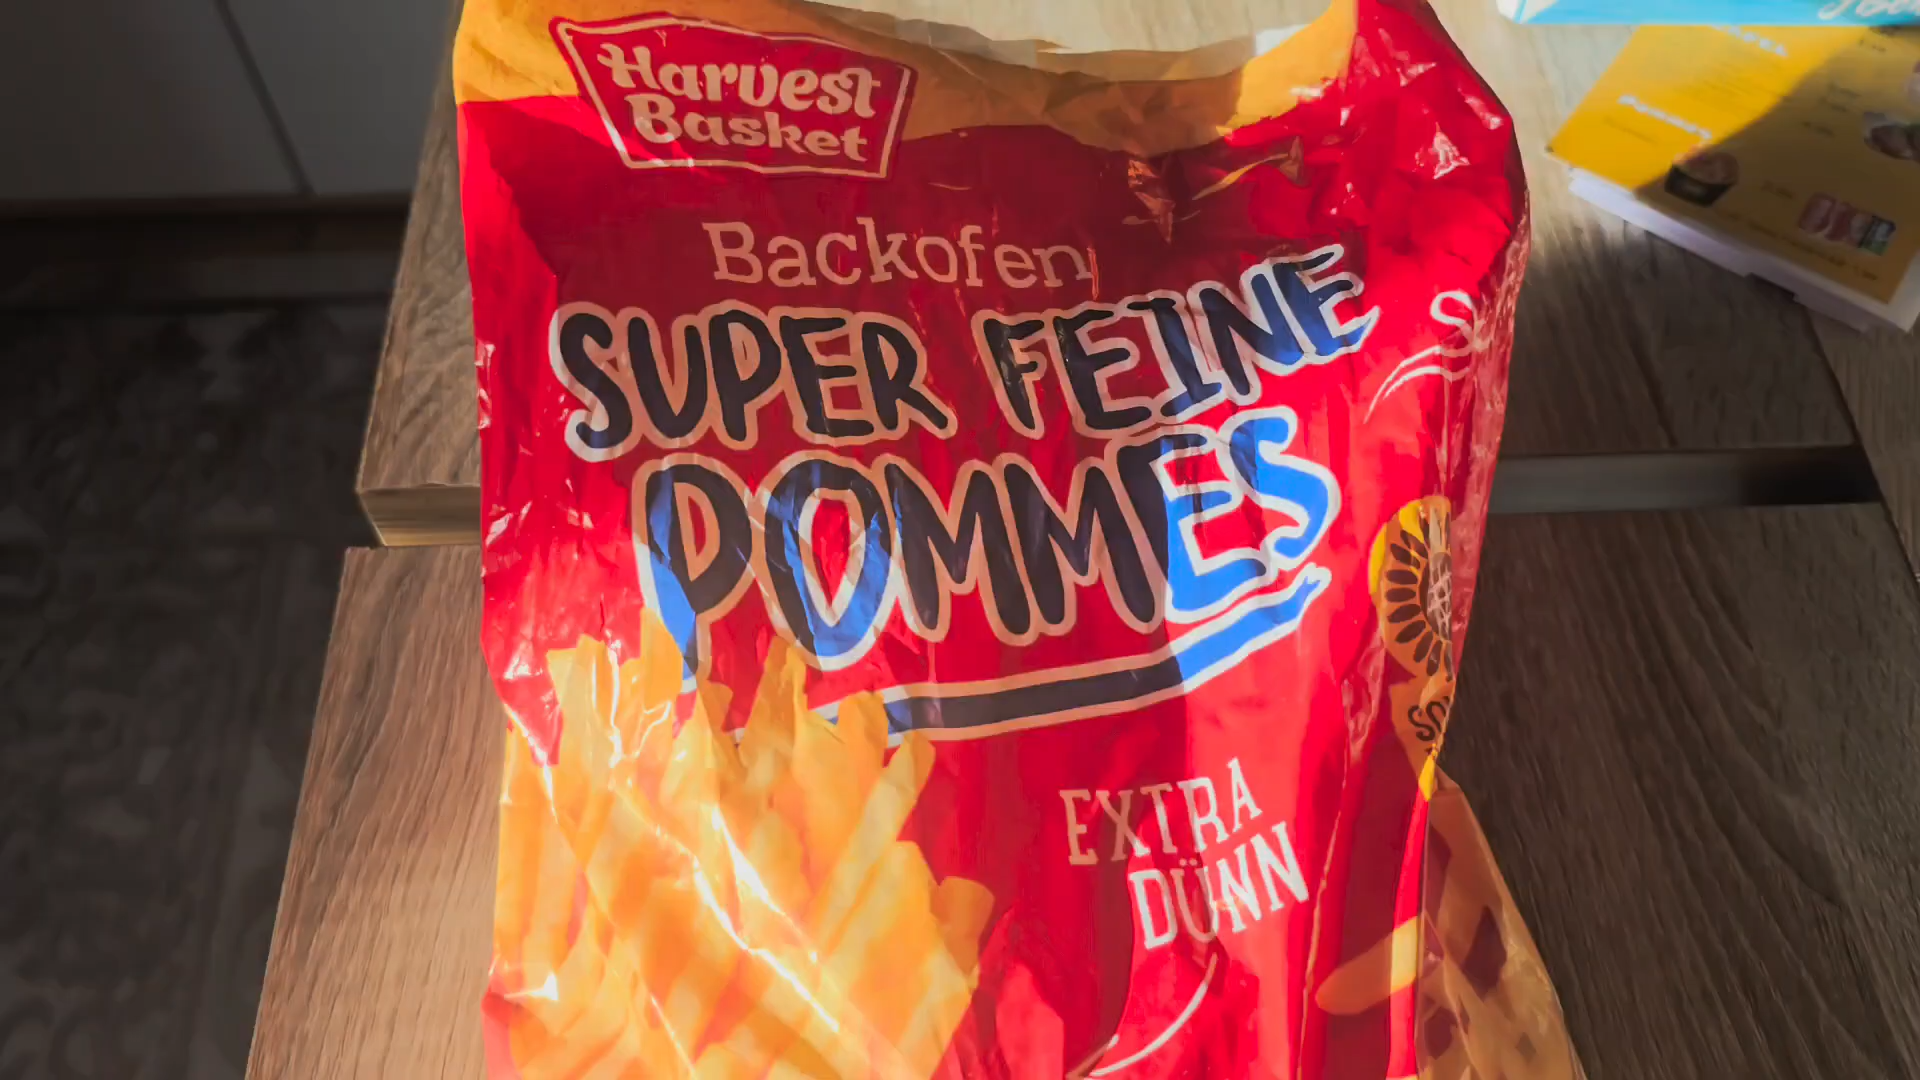 Harvest
Basket
Backofen
SUPER FEINE
POMMES
EXTRA
DÜNN